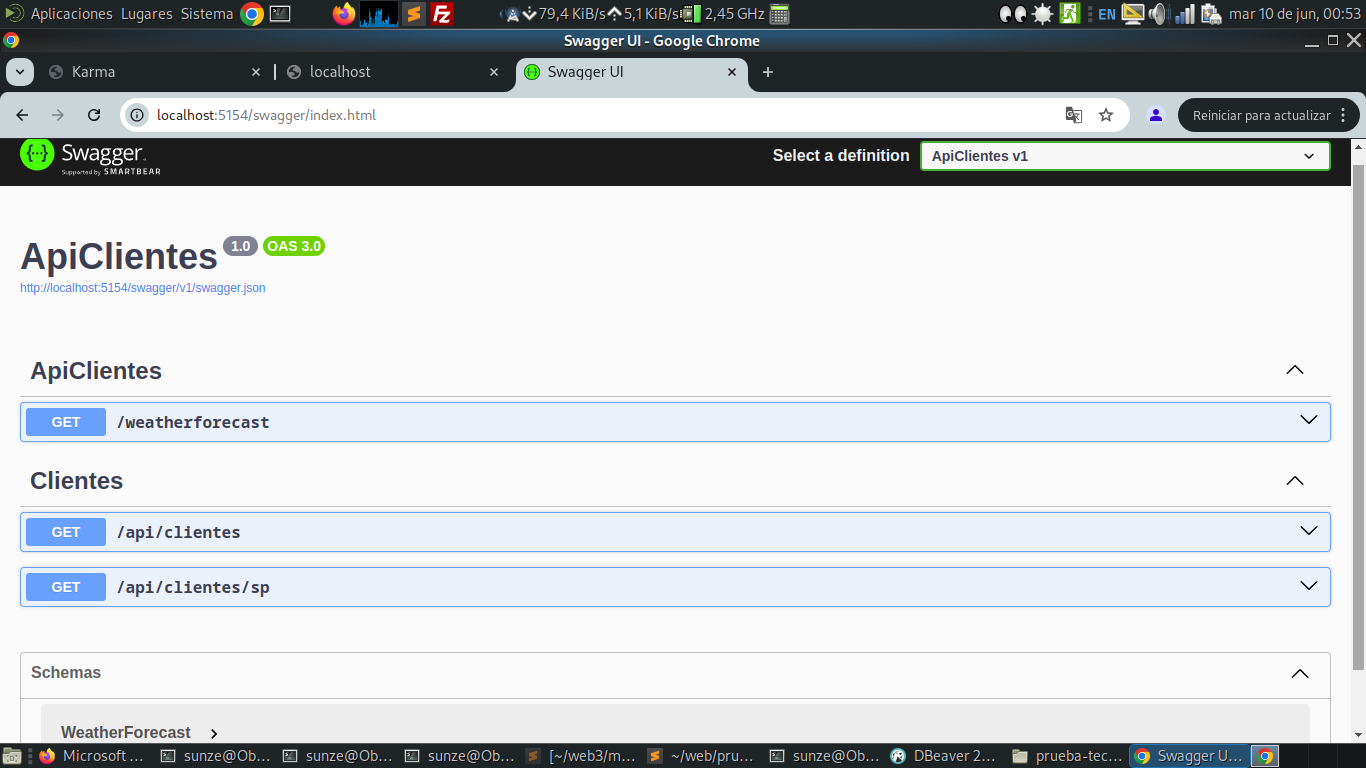 Aplicaciones Lugares Sistema 79,4 KiB/s 5,1 KiB/s 2,45 GHz EN mar 10 de jun, 00:53
Swagger UI - Google Chrome
Karma localhost Swagger UI
localhost:5154/swagger/index.html Reiniciar para actualizar
Swagger Select a definition ApiClientes v1
Supported by SMARTBEAR
ApiClientes 1.0 OAS 3.0
http://localhost:5154/swagger/v1/swagger.json
ApiClientes
GET /weatherforecast
Clientes
GET /api/clientes
GET /api/clientes/sp
Schemas
WeatherForecast
Microsoft ... sunze@Ob... sunze@Ob... sunze@Ob... [~/web3/m... ~/web/pru... sunze@Ob... DBeaver 2... prueba-tec... Swagger U...